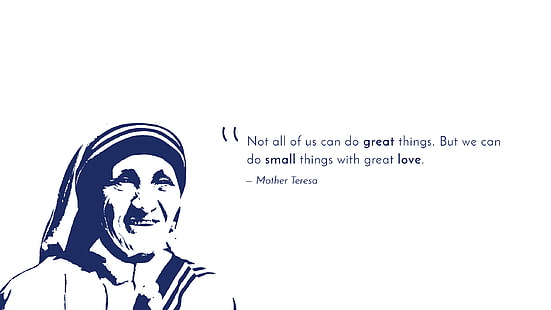 “
Not all of us can do great things. But we can
do small things with great love.
– Mother Teresa